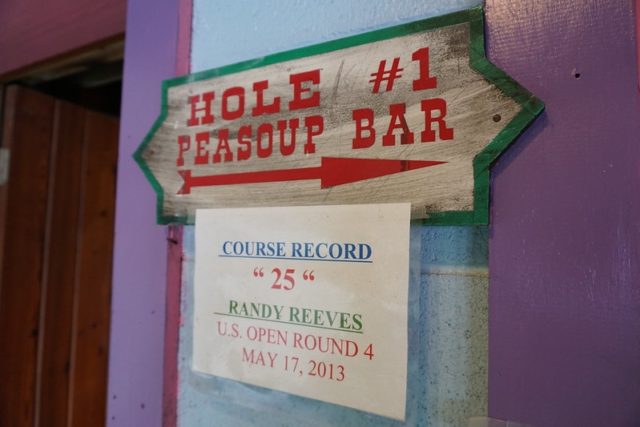 HOLE #1
PEASOUP BAR
COURSE RECORD
“ 25 “
RANDY REEVES
U.S. OPEN ROUND 4
MAY 17, 2013